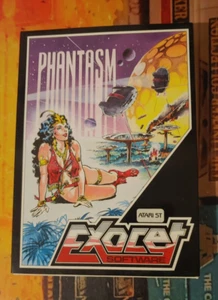 PHANTASM
ATARI ST
Exocet
SOFTWARE